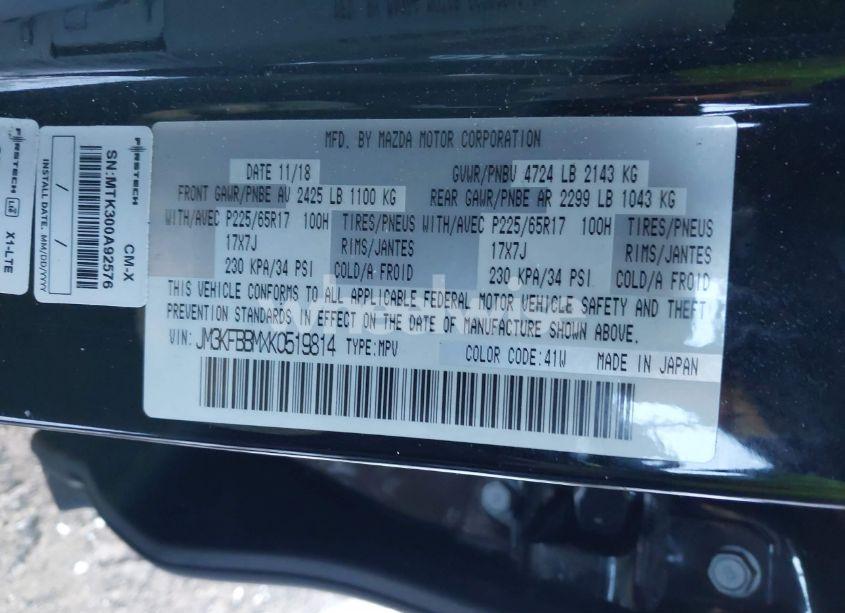 MFD. BY MAZDA MOTOR CORPORATION
DATE 11/18 GVWR/PNBU 4724 LB 2143 KG
FRONT GAWR/PNBE AV 2425 LB 1100 KG REAR GAWR/PNBE AR 2299 LB 1043 KG
WITH/AVEC P225/65R17 100H TIRES/PNEUS WITH/AVEC P225/65R17 100H TIRES/PNEUS
17X7J RIMS/JANTES 17X7J RIMS/JANTES
230 KPA/34 PSI COLD/A FROID 230 KPA/34 PSI COLD/A FROID
THIS VEHICLE CONFORMS TO ALL APPLICABLE FEDERAL MOTOR VEHICLE SAFETY AND THEFT
PREVENTION STANDARDS IN EFFECT ON THE DATE OF MANUFACTURE SHOWN ABOVE.
VIN: JM3KFBBMXK0519814 TYPE:MPV COLOR CODE:41W MADE IN JAPAN
FIRSTECH
CM-X
SN:MTK300A92576
/ /
INSTALL DATE. MM/DD/YYYY
FIRSTECH
X1-LTE